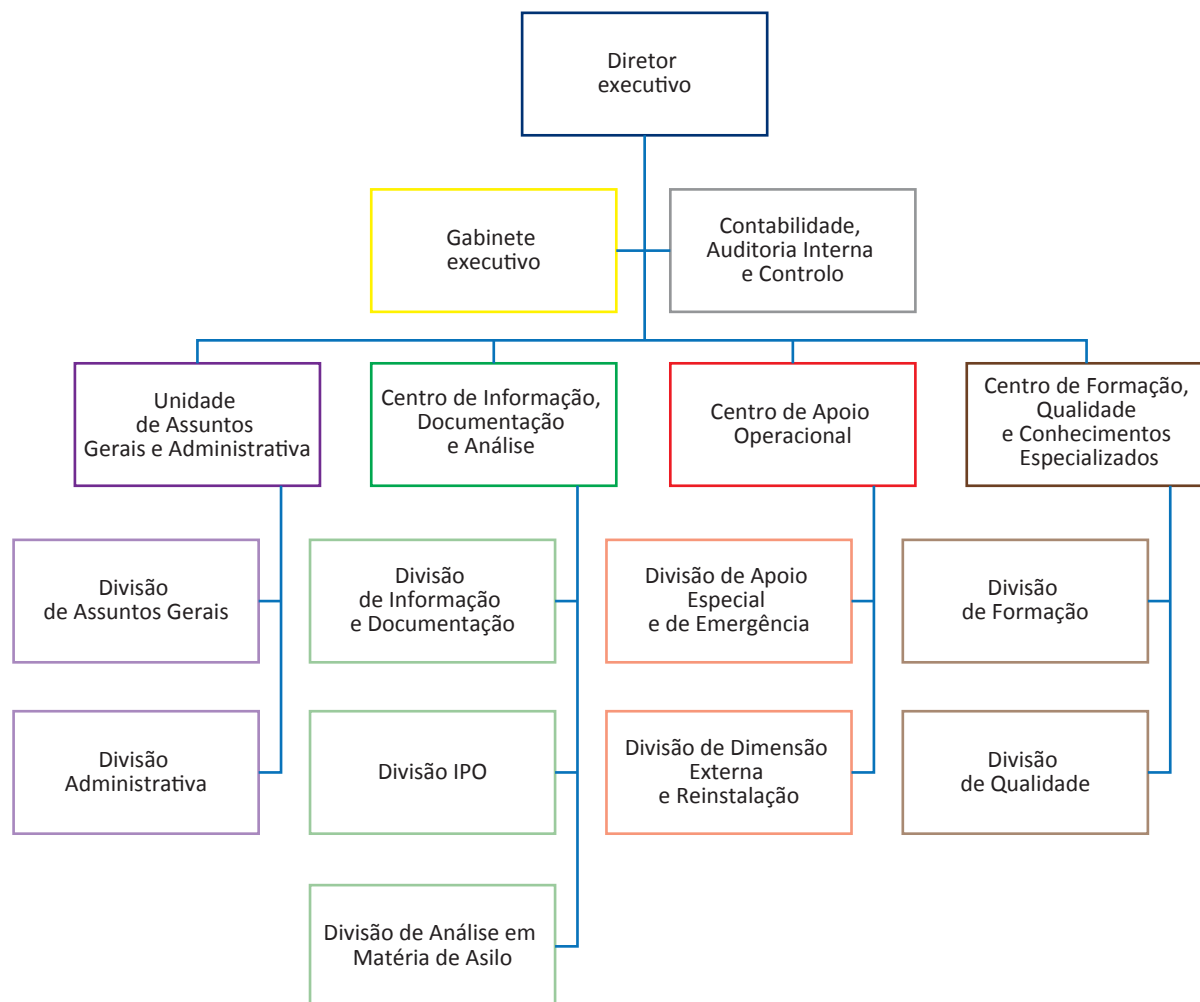 Diretor
executivo
Gabinete
executivo
Contabilidade,
Auditoria Interna
e Controlo
Unidade
de Assuntos
Gerais e Administrativa
Centro de Informação,
Documentação
e Análise
Centro de Apoio
Operacional
Centro de Formação,
Qualidade
e Conhecimentos
Especializados
Divisão
de Assuntos Gerais
Divisão
de Informação
e Documentação
Divisão de Apoio
Especial
e de Emergência
Divisão
de Formação
Divisão
Administrativa
Divisão IPO
Divisão de Dimensão
Externa
e Reinstalação
Divisão
de Qualidade
Divisão de Análise em
Matéria de Asilo